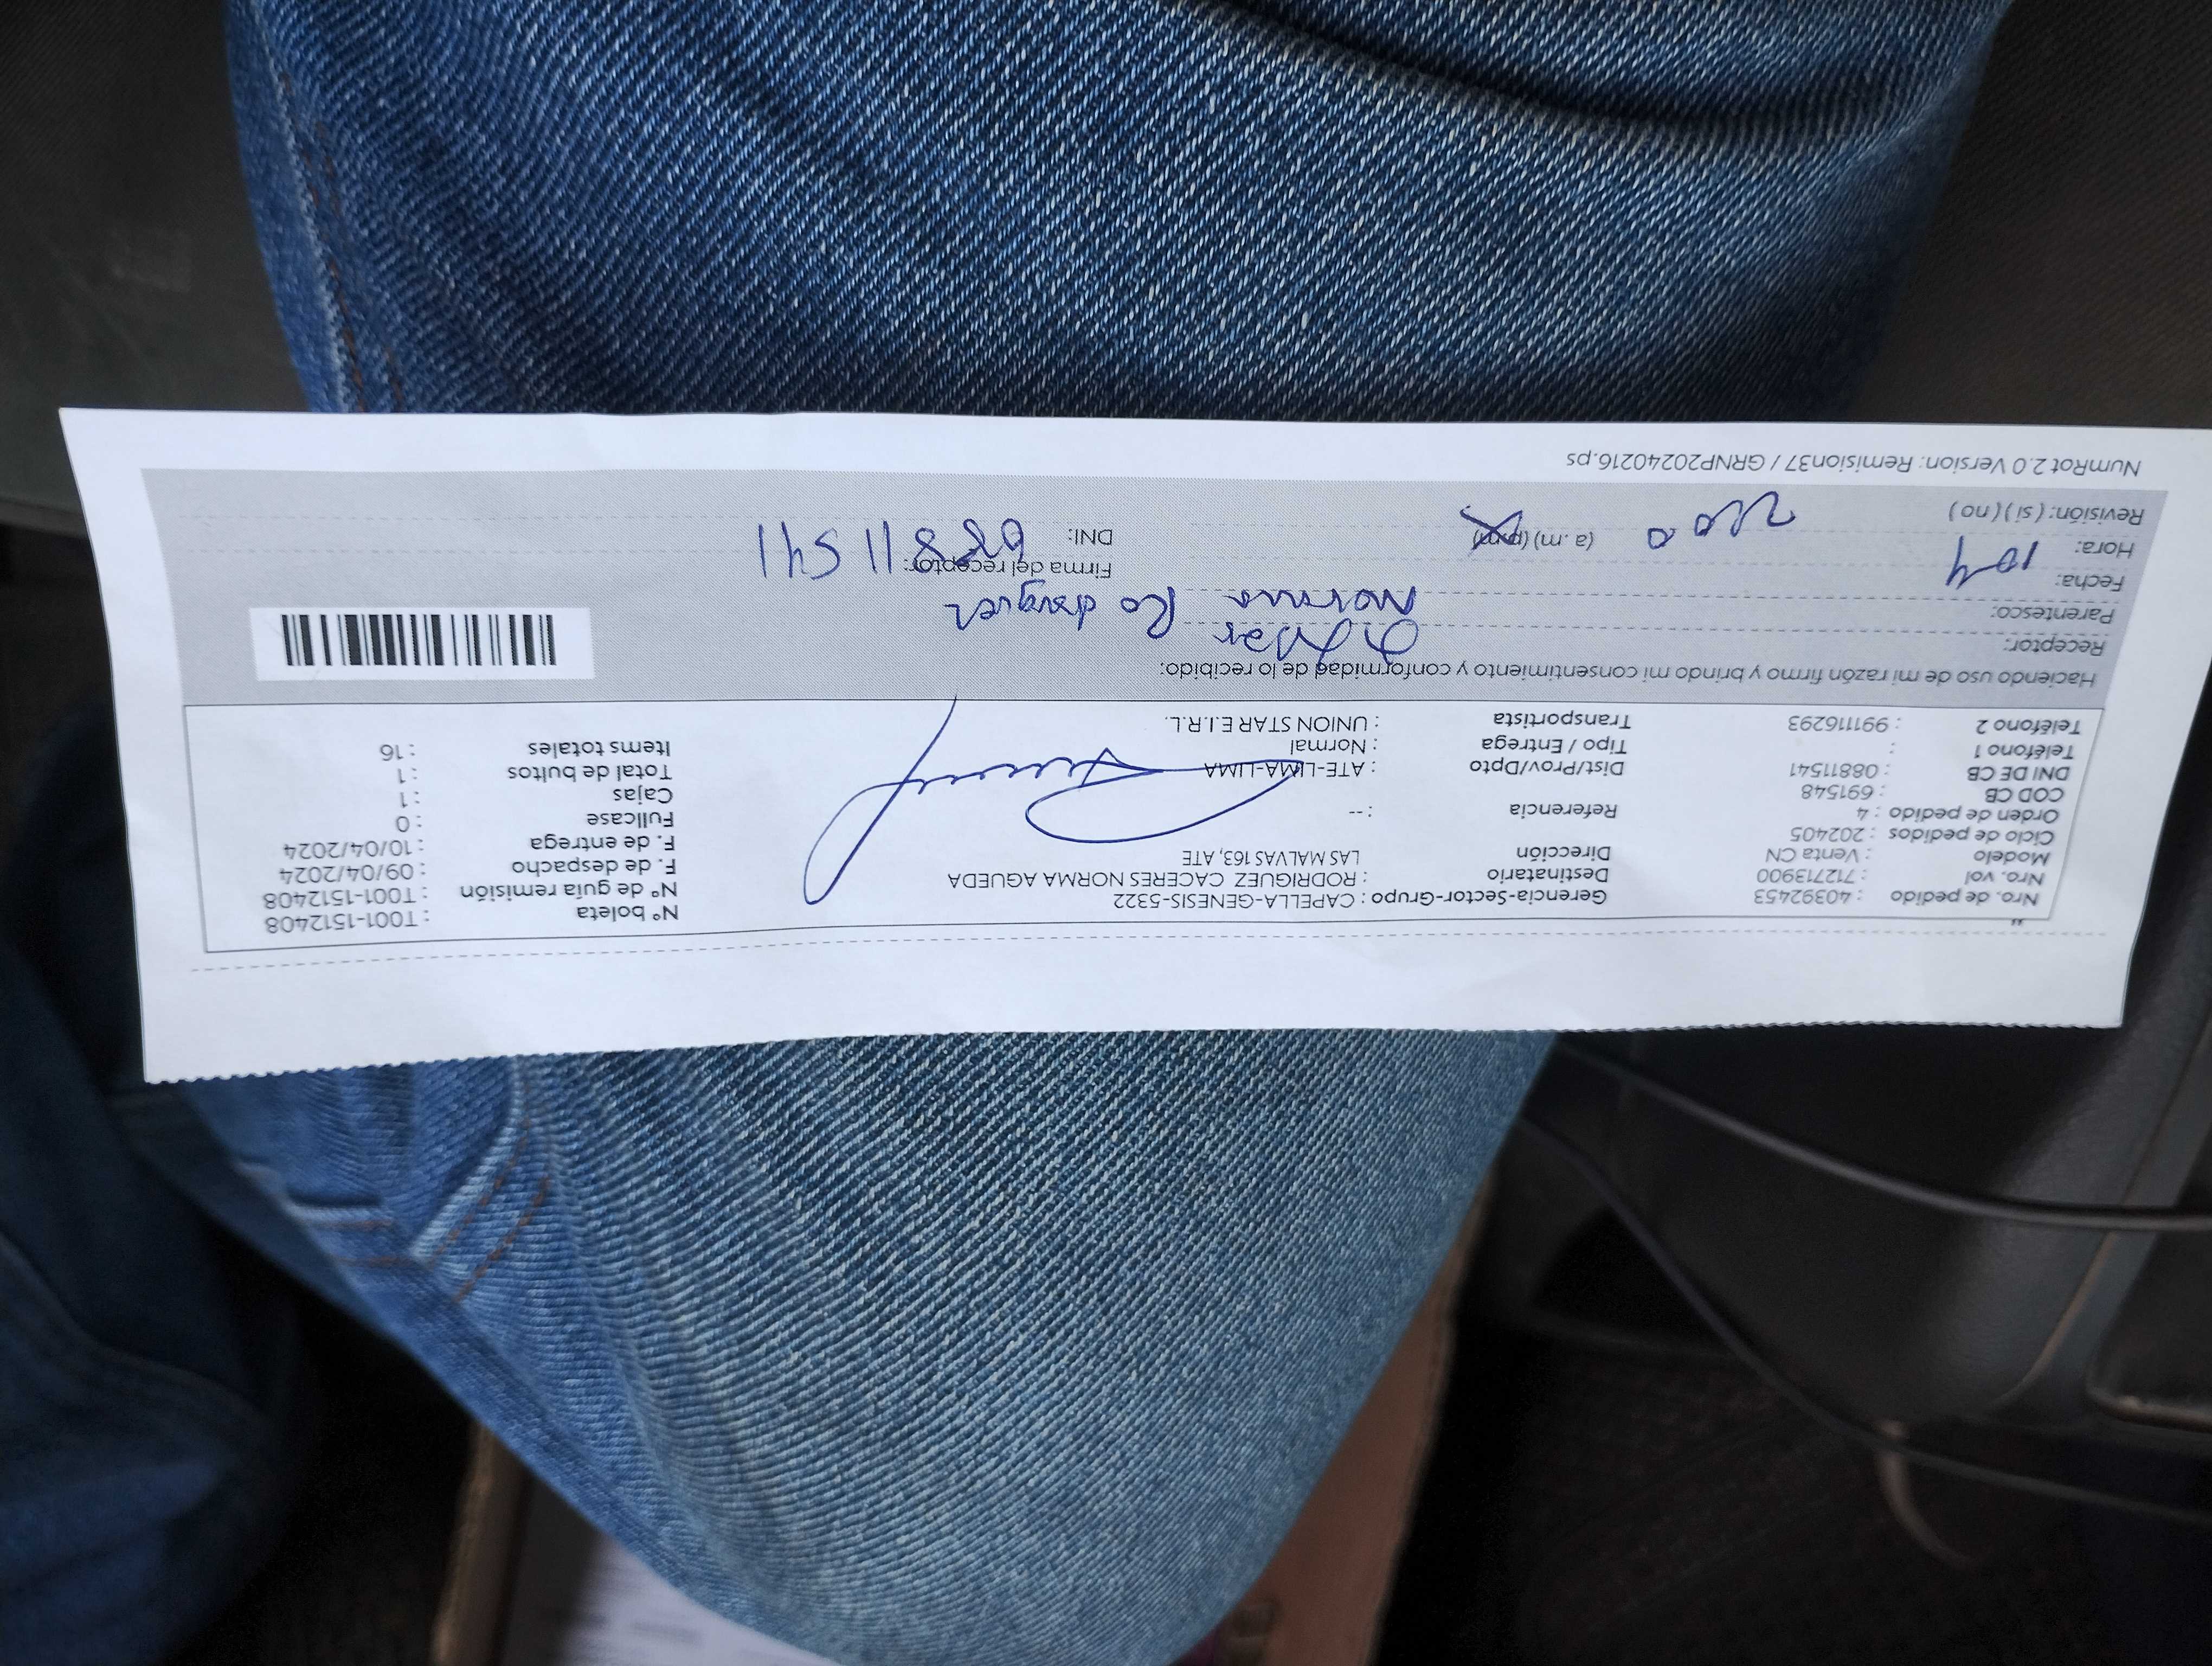 Nro. de pedido : 40392453 Gerencia-Sector-Grupo : CAPELLA-GENESIS-5322 N° boleta : T001-1512408
Nro. vol : 712713900 Destinatario : RODRIGUEZ CACERES NORMA AGUEDA N° de guía remisión : T001-1512408
Modelo : Venta CN Dirección LAS MALVAS 163, ATE F. de despacho : 09/04/2024
Ciclo de pedidos : 202405 F. de entrega : 10/04/2024
Orden de pedido : 4 Referencia : -- Fullcase : 0
COD CB : 691548 Cajas : 1
DNI DE CB : 08811541 Dist/Prov/Dpto : ATE-LIMA-LIMA Total de bultos : 1
Teléfono 1 : Tipo / Entrega : Normal Items totales : 16
Teléfono 2 : 991116293 Transportista : UNION STAR E.I.R.L.
Haciendo uso de mi razón firmo y brindo mi consentimiento y conformidad de lo recibido:
Receptor:
Parentesco: Norma Rodriguez
Fecha: 10-4 Firma del receptor:
Hora: (a.m) (p.m) DNI: 08811541
Revisión: (si) (no)
NumRot 2.0 Version: Remision37 / GRNP20240216.ps